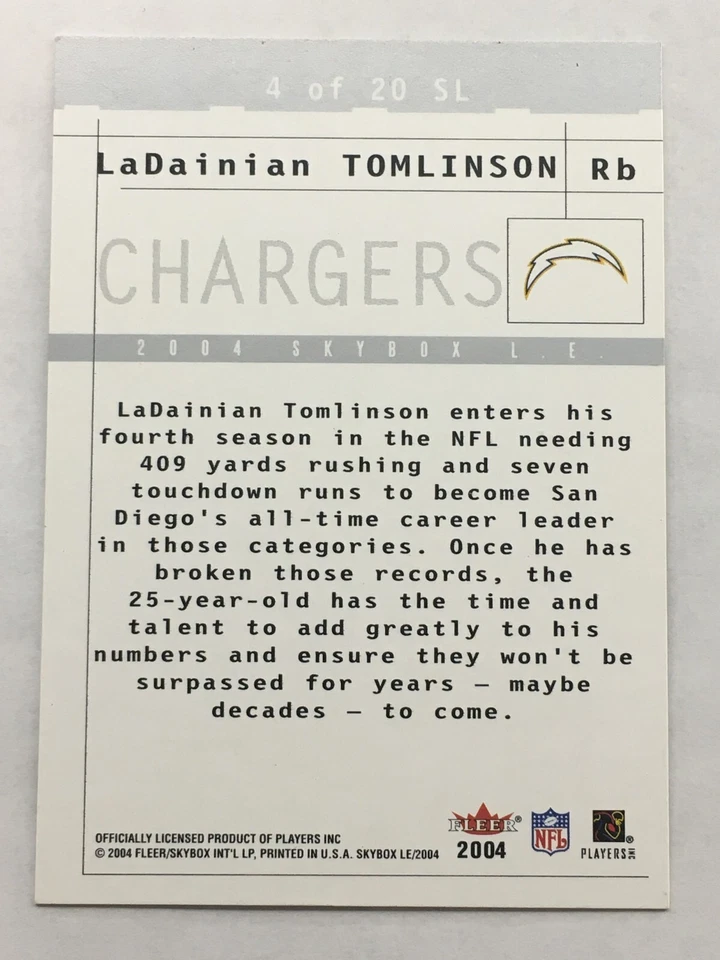 4 of 20 SL
LaDainian TOMLINSON Rb
CHARGERS
2004 SKYBOX L.E.
LaDainian Tomlinson enters his
fourth season in the NFL needing
409 yards rushing and seven
touchdown runs to become San
Diego's all-time career leader
in those categories. Once he has
broken those records, the
25-year-old has the time and
talent to add greatly to his
numbers and ensure they won't be
surpassed for years — maybe
decades — to come.
OFFICIALLY LICENSED PRODUCT OF PLAYERS INC
© 2004 FLEER/SKYBOX INT'L LP, PRINTED IN U.S.A. SKYBOX LE/2004
FLEER®
2004
NFL
PLAYERS INC